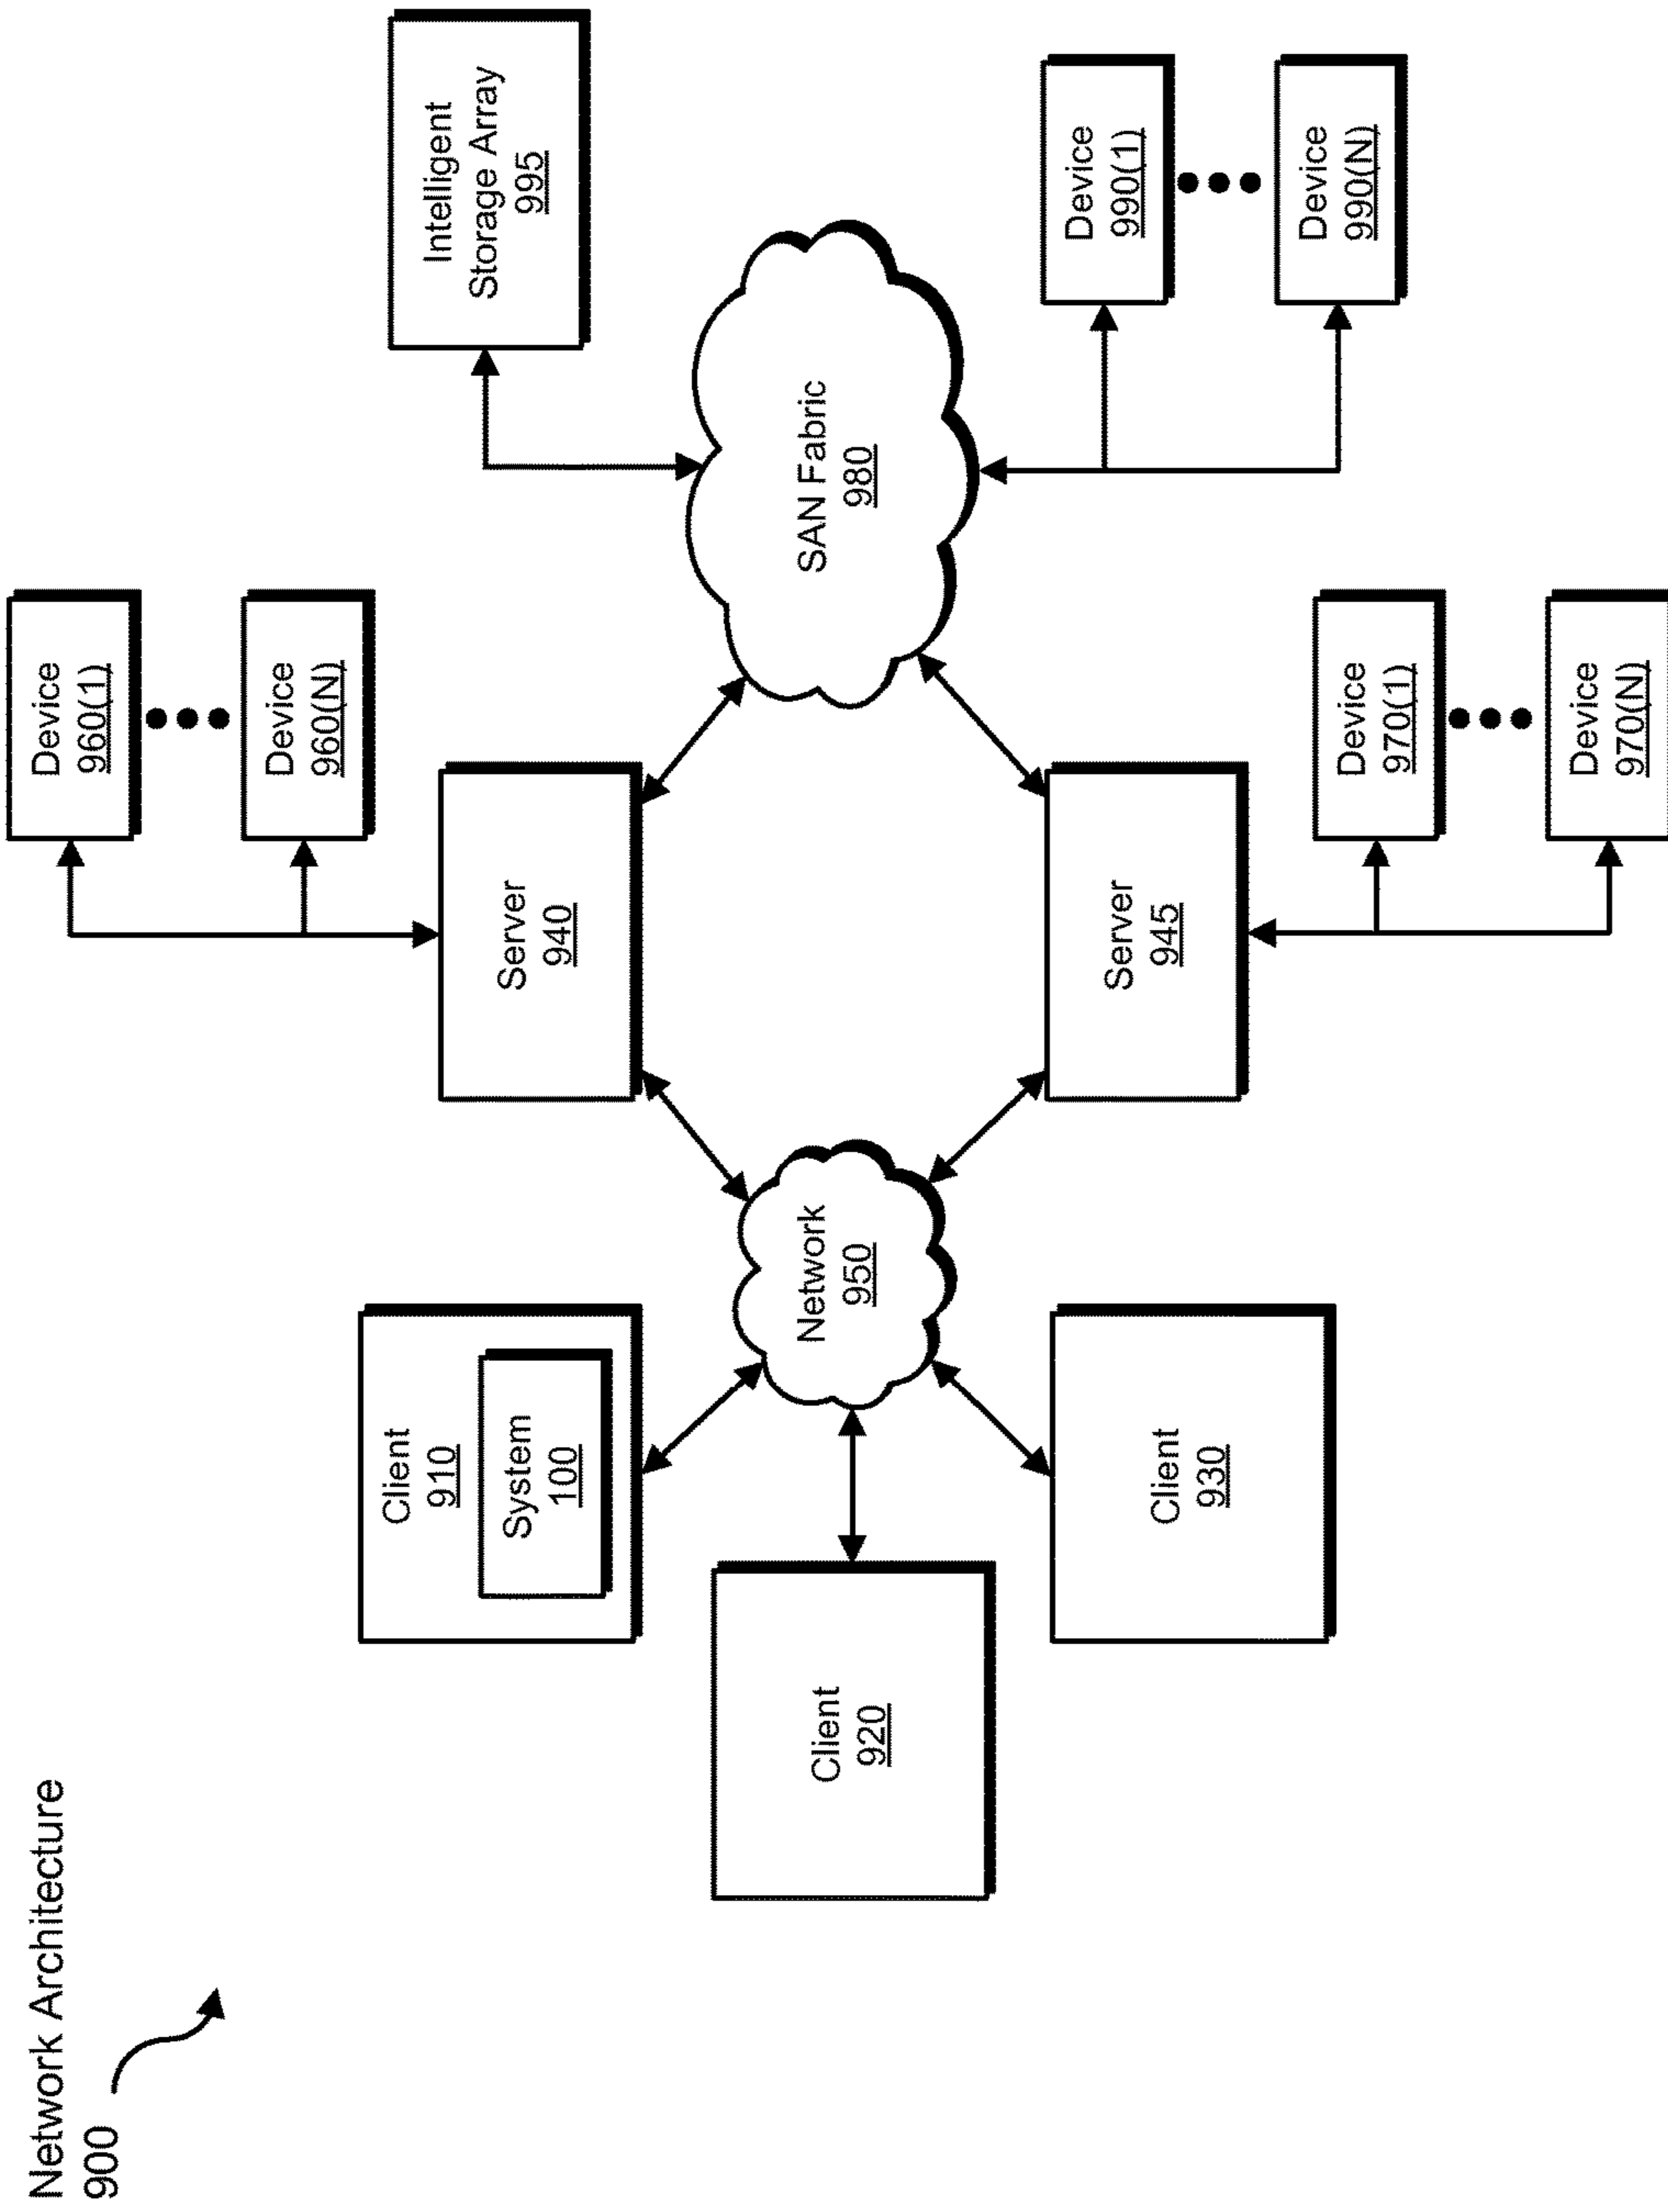 Network Architecture
900
Client
910
System
100
Client
920
Client
930
Network
950
Server
940
Server
945
Device
960(1)
Device
960(N)
Device
970(1)
Device
970(N)
SAN Fabric
980
Intelligent
Storage Array
995
Device
990(1)
Device
990(N)